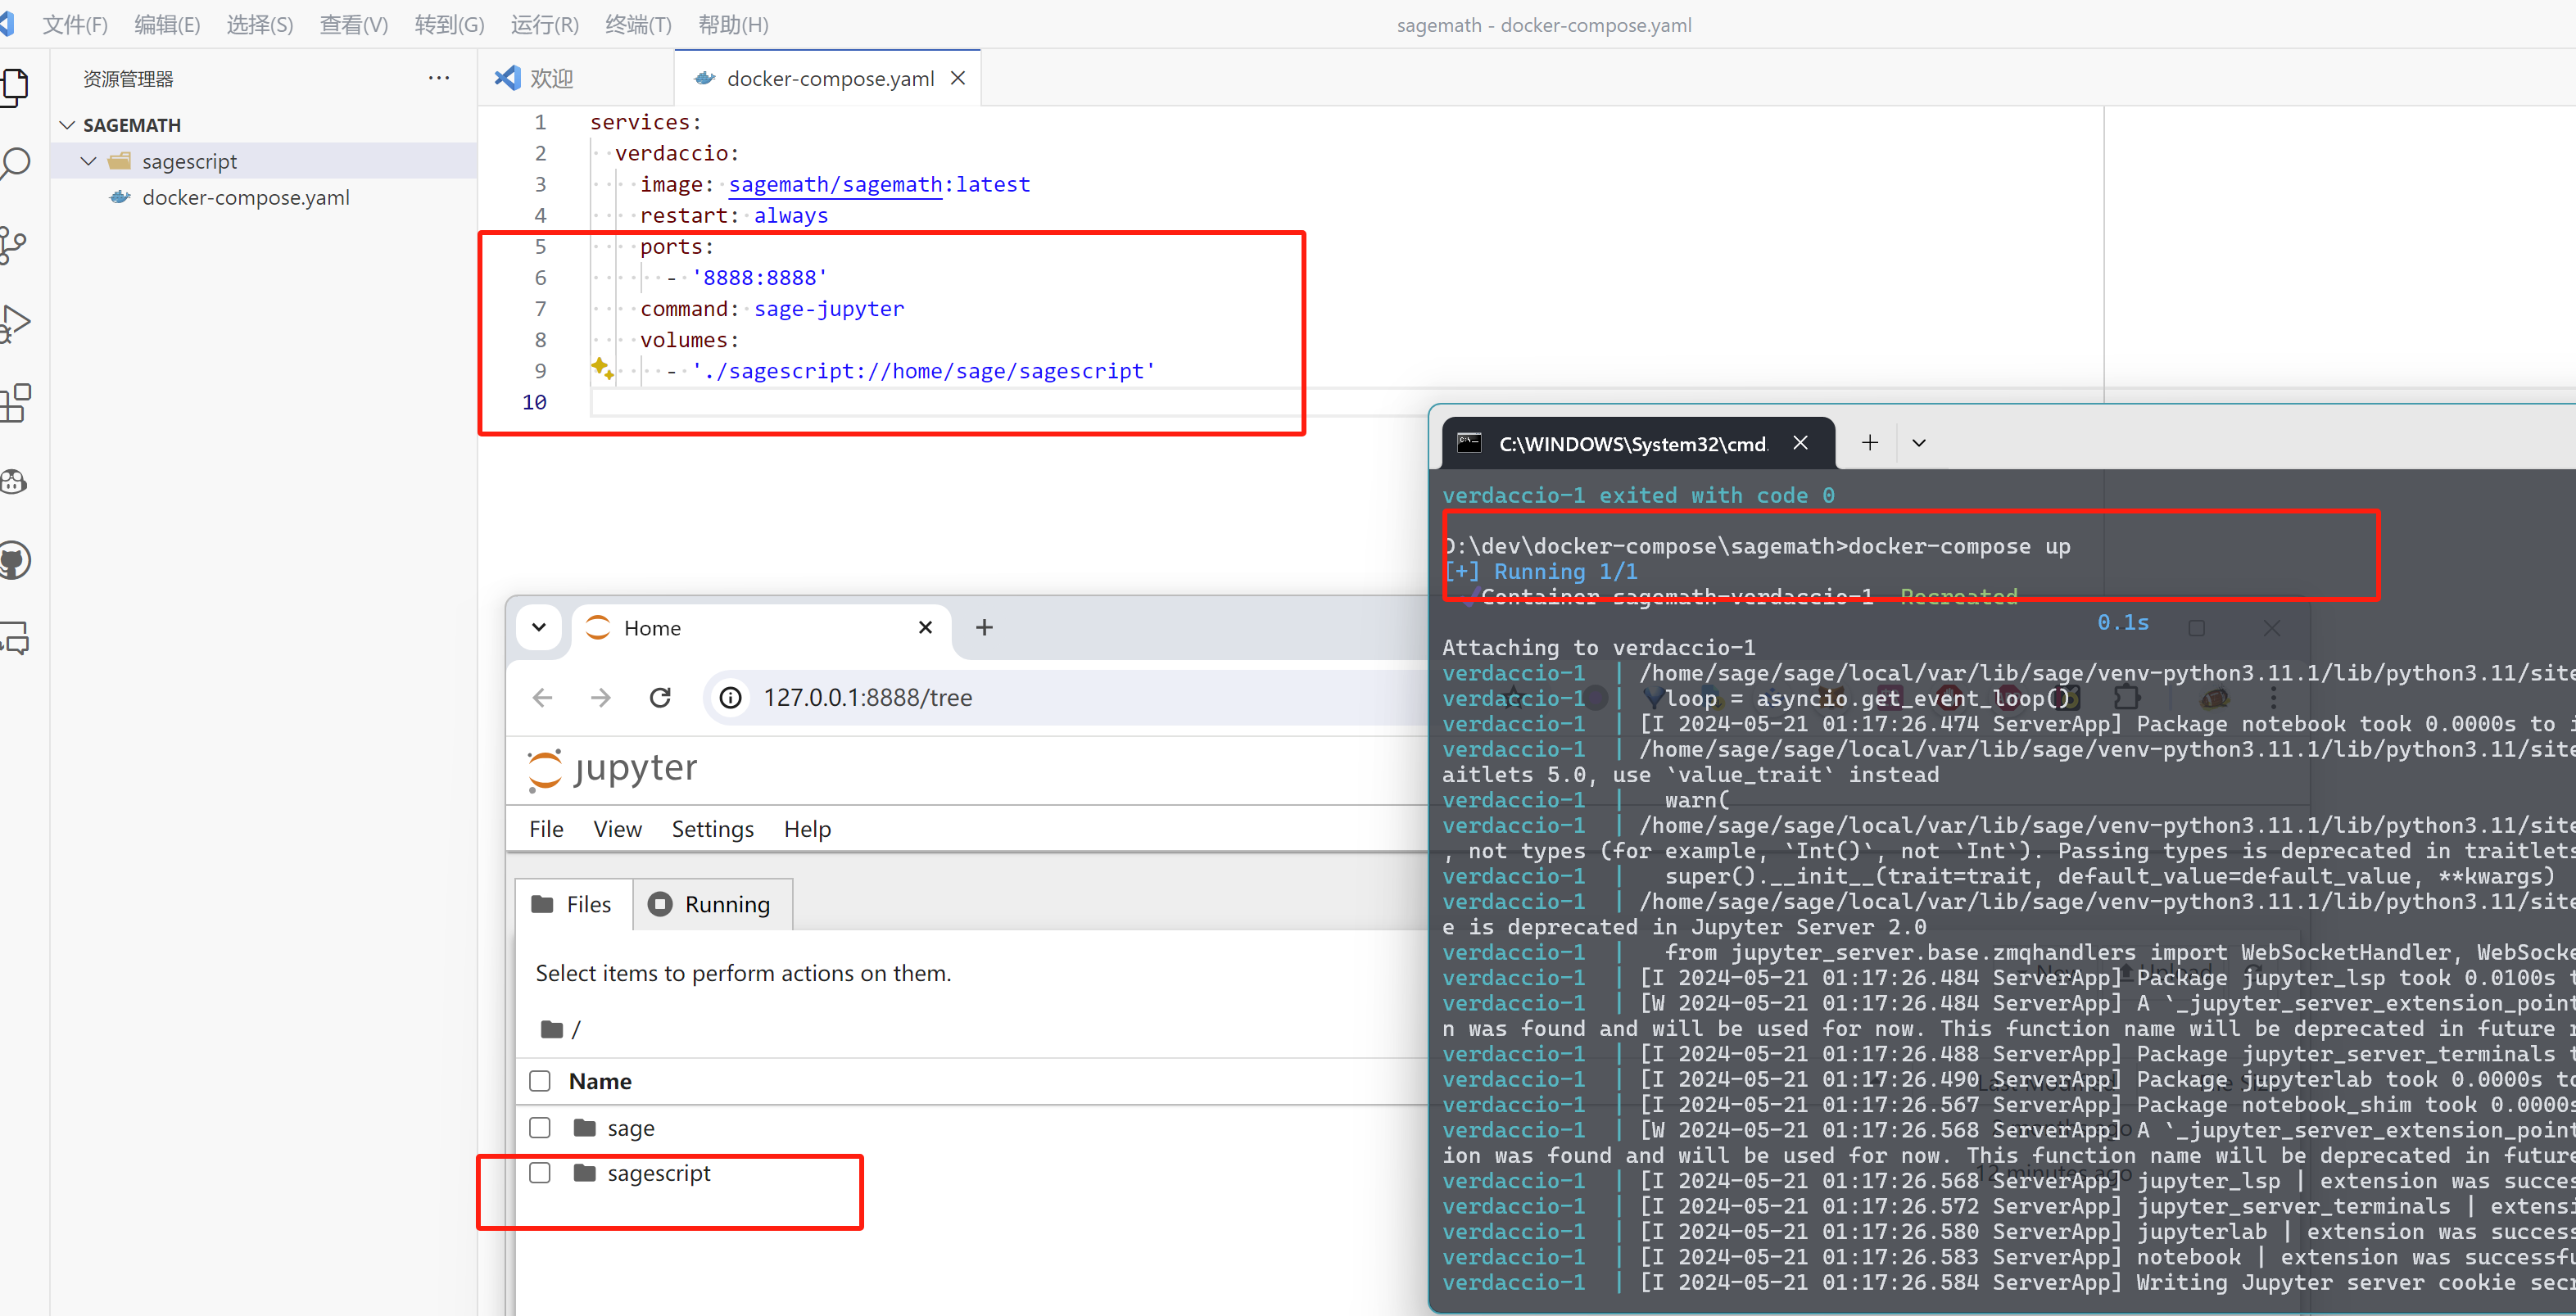 文件(F) 编辑(E) 选择(S) 查看(V) 转到(G) 运行(R) 终端(T) 帮助(H) sagemath - docker-compose.yaml
资源管理器 ··· 欢迎 docker-compose.yaml
SAGEMATH
sagescript
docker-compose.yaml
1 services:
2 verdaccio:
3 image: sagemath/sagemath:latest
4 restart: always
5 ports:
6 - '8888:8888'
7 command: sage-jupyter
8 volumes:
9 - './sagescript://home/sage/sagescript'
10
C:\WINDOWS\System32\cmd.
verdaccio-1 exited with code 0
D:\dev\docker-compose\sagemath>docker-compose up
[+] Running 1/1
Container sagemath-verdaccio-1 Recreated
0.1s
Attaching to verdaccio-1
verdaccio-1 | /home/sage/sage/local/var/lib/sage/venv-python3.11.1/lib/python3.11/site
verdaccio-1 | loop = asyncio.get_event_loop()
verdaccio-1 | [I 2024-05-21 01:17:26.474 ServerApp] Package notebook took 0.0000s to i
verdaccio-1 | /home/sage/sage/local/var/lib/sage/venv-python3.11.1/lib/python3.11/site
aitlets 5.0, use `value_trait` instead
verdaccio-1 | warn(
verdaccio-1 | /home/sage/sage/local/var/lib/sage/venv-python3.11.1/lib/python3.11/site
, not types (for example, `Int()`, not `Int`). Passing types is deprecated in traitlets
verdaccio-1 | super().__init__(trait=trait, default_value=default_value, **kwargs)
verdaccio-1 | /home/sage/sage/local/var/lib/sage/venv-python3.11.1/lib/python3.11/site
e is deprecated in Jupyter Server 2.0
verdaccio-1 | from jupyter_server.base.zmqhandlers import WebSocketHandler, WebSocke
verdaccio-1 | [I 2024-05-21 01:17:26.484 ServerApp] Package jupyter_lsp took 0.0100s t
verdaccio-1 | [W 2024-05-21 01:17:26.484 ServerApp] A `_jupyter_server_extension_point
n was found and will be used for now. This function name will be deprecated in future r
verdaccio-1 | [I 2024-05-21 01:17:26.488 ServerApp] Package jupyter_server_terminals t
verdaccio-1 | [I 2024-05-21 01:17:26.490 ServerApp] Package jupyterlab took 0.0000s to
verdaccio-1 | [I 2024-05-21 01:17:26.567 ServerApp] Package notebook_shim took 0.0000s
verdaccio-1 | [W 2024-05-21 01:17:26.568 ServerApp] A `_jupyter_server_extension_point
ion was found and will be used for now. This function name will be deprecated in future
verdaccio-1 | [I 2024-05-21 01:17:26.568 ServerApp] jupyter_lsp | extension was succes
verdaccio-1 | [I 2024-05-21 01:17:26.572 ServerApp] jupyter_server_terminals | extensi
verdaccio-1 | [I 2024-05-21 01:17:26.580 ServerApp] jupyterlab | extension was success
verdaccio-1 | [I 2024-05-21 01:17:26.583 ServerApp] notebook | extension was successfu
verdaccio-1 | [I 2024-05-21 01:17:26.584 ServerApp] Writing Jupyter server cookie secr
Home
127.0.0.1:8888/tree
jupyter
File View Settings Help
Files Running
Select items to perform actions on them.
/
Name
sage
sagescript
12 minutes ago